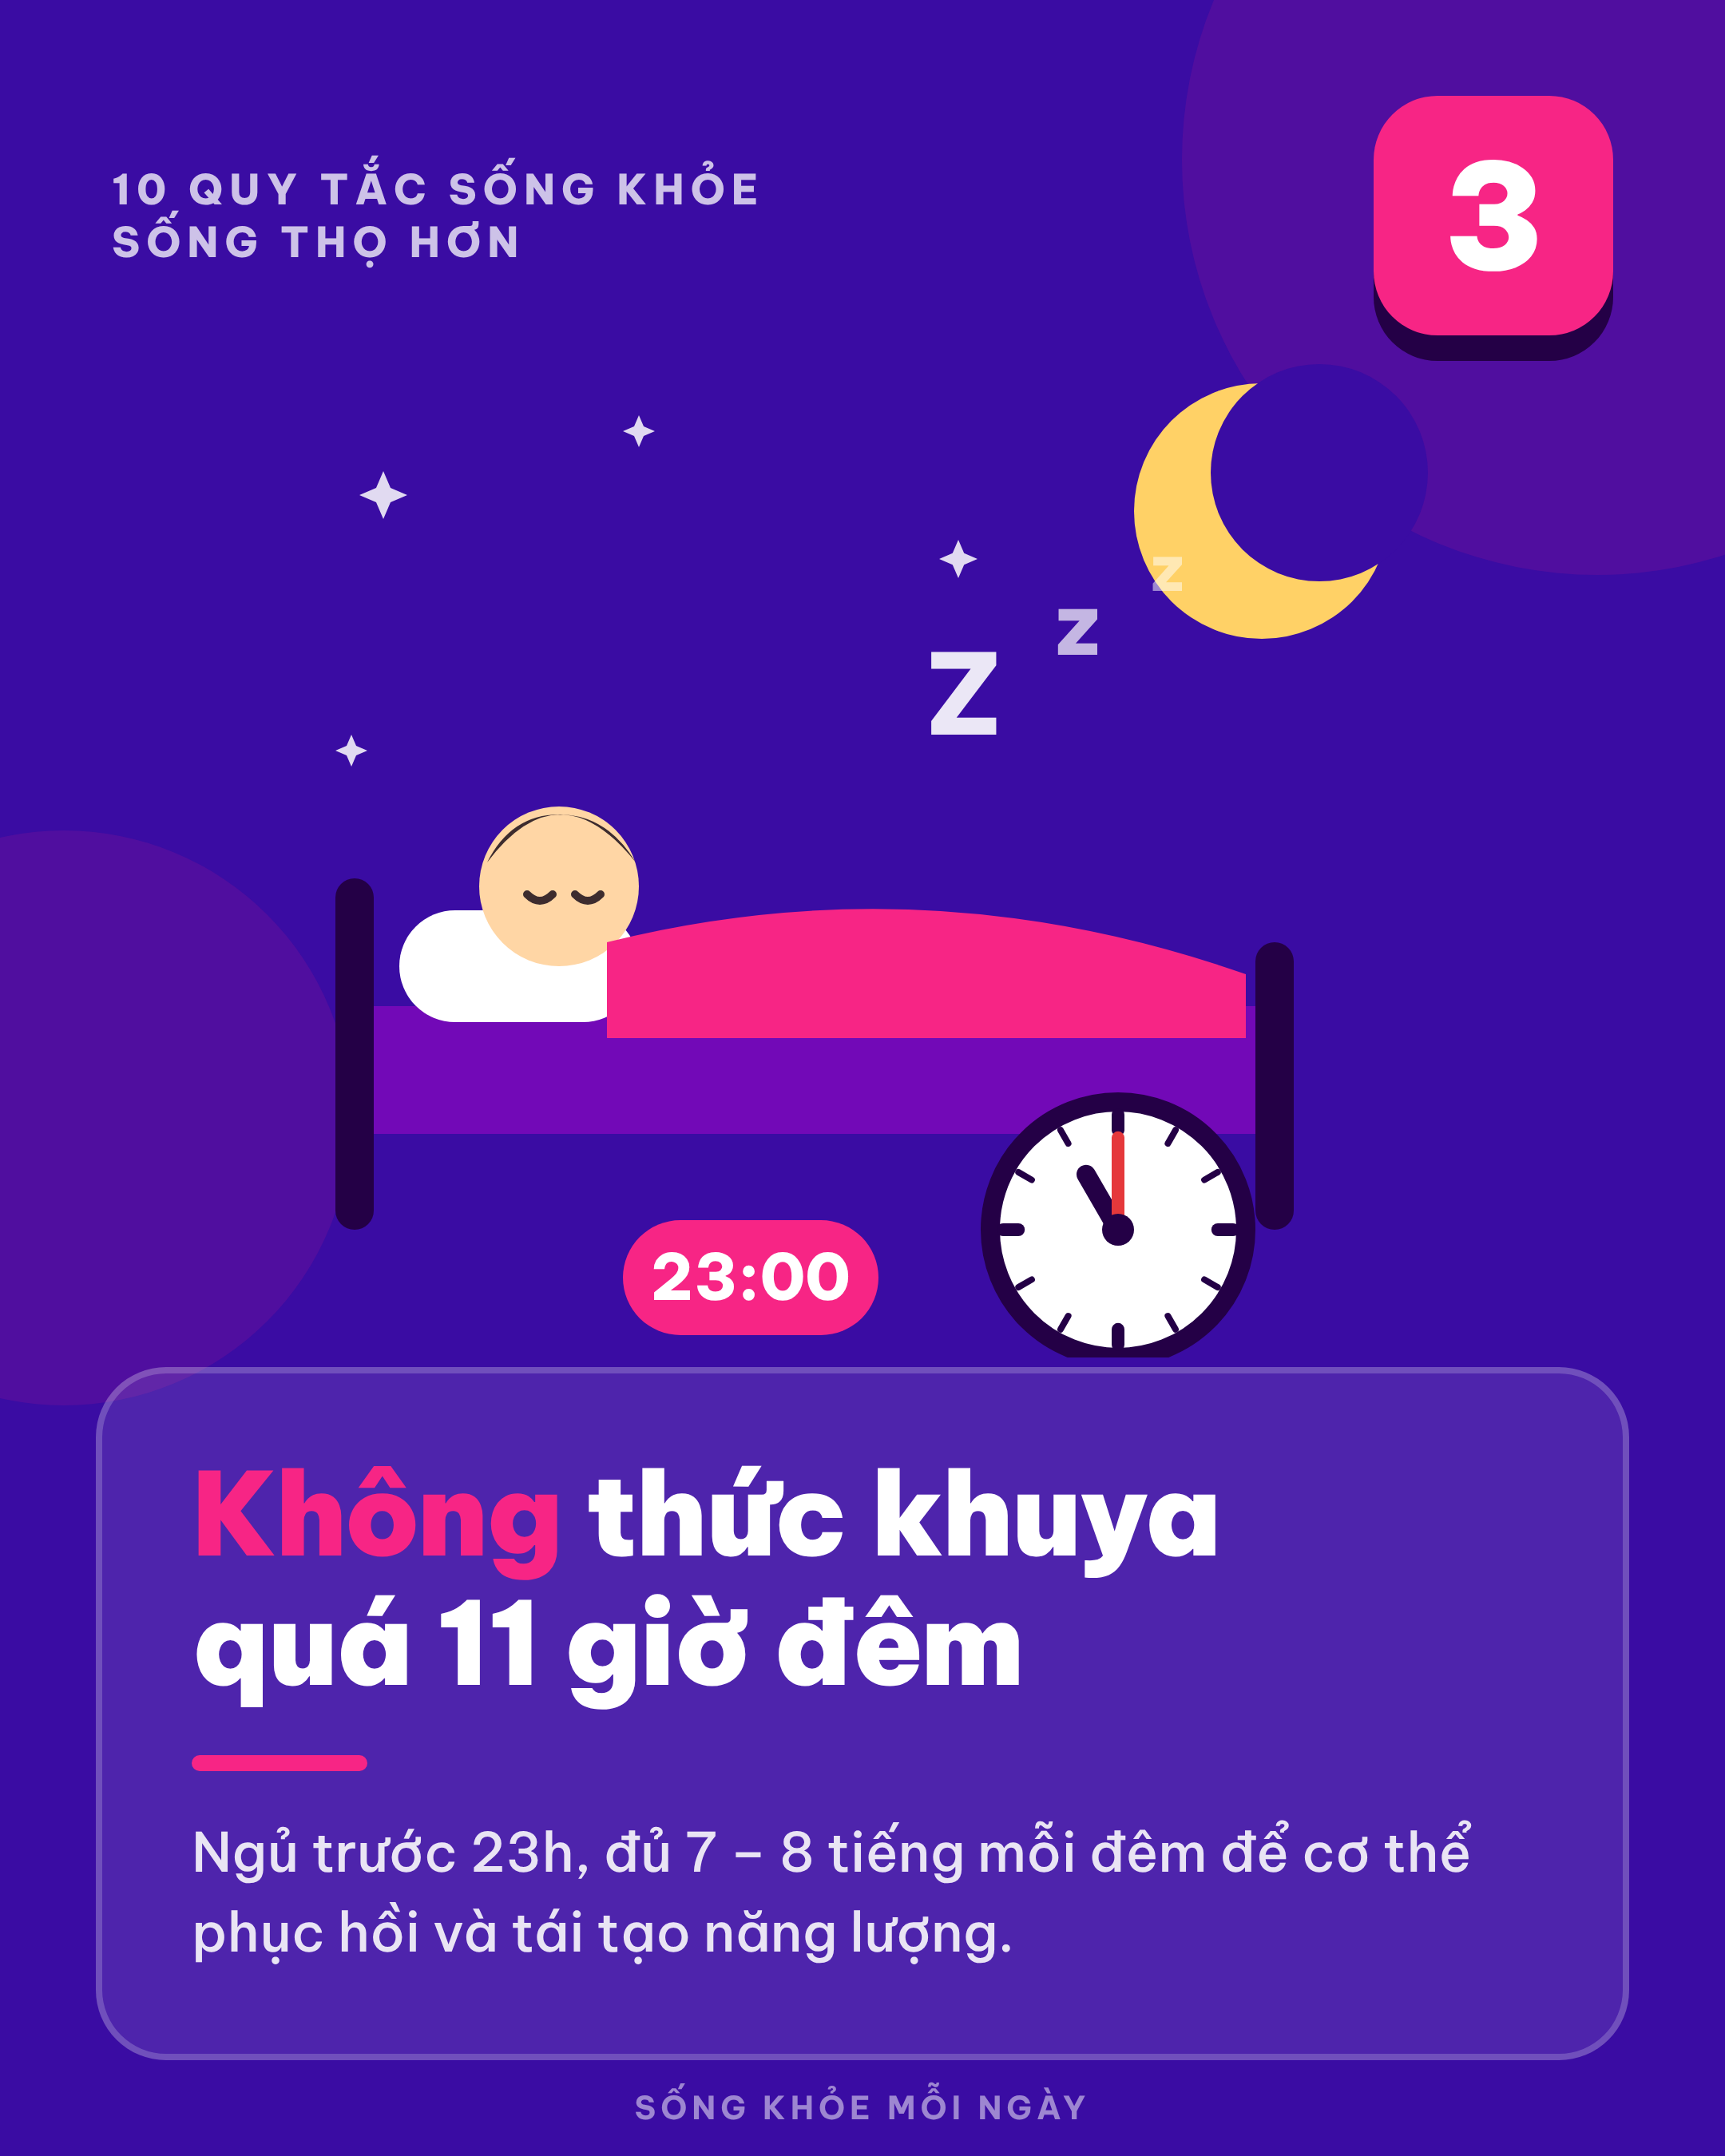 10 QUY TẮC SỐNG KHỎE
SỐNG THỌ HƠN
3
z
z
Z
23:00
Không thức khuya
quá 11 giờ đêm
Ngủ trước 23h, đủ 7 – 8 tiếng mỗi đêm để cơ thể
phục hồi và tái tạo năng lượng.
SỐNG KHỎE MỖI NGÀY